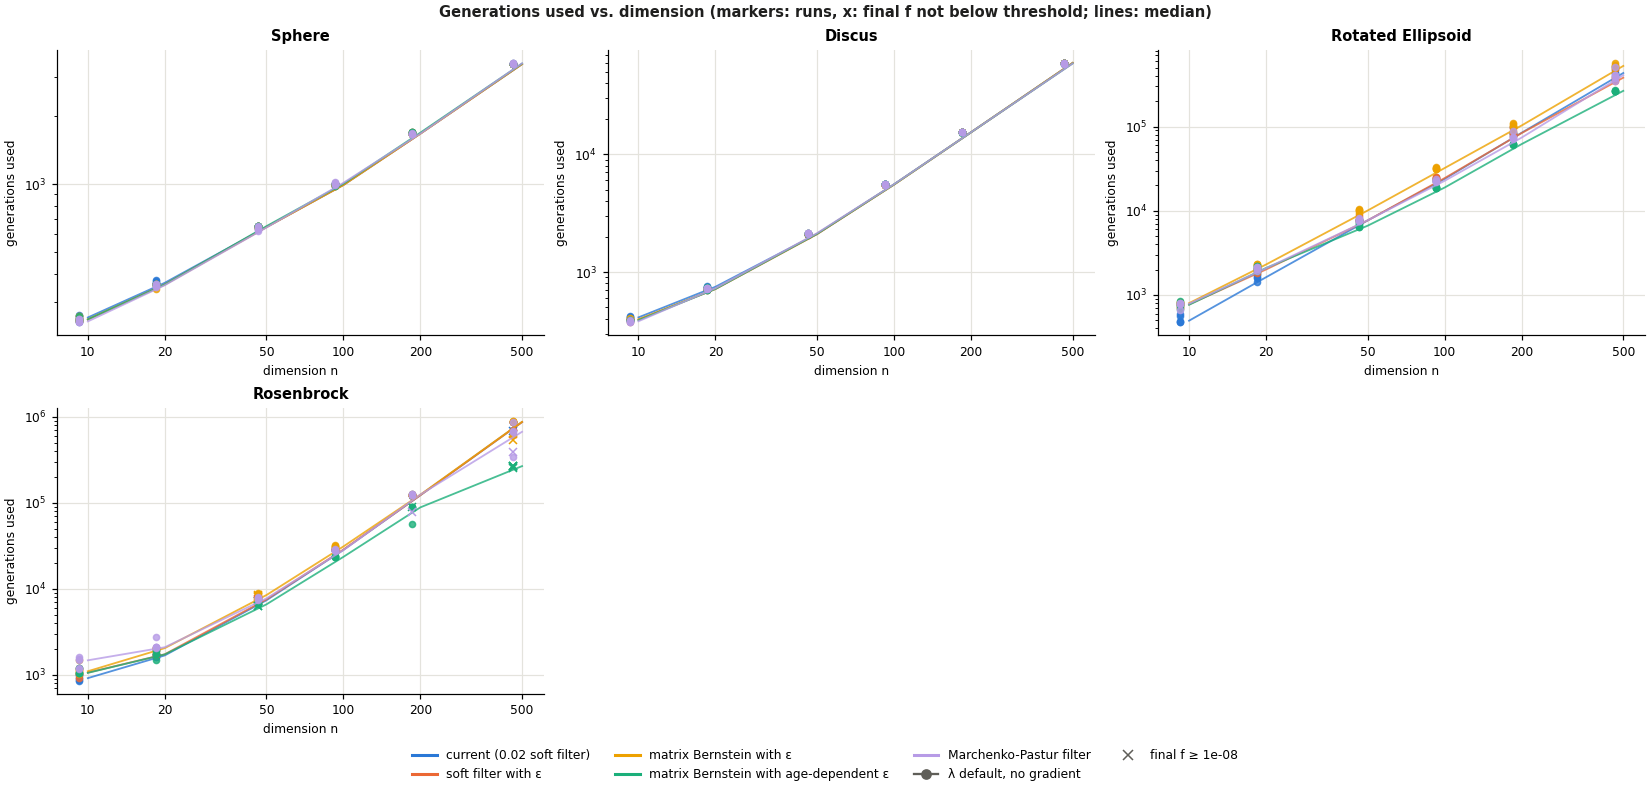 Generations used vs. dimension (markers: runs, x: final f not below threshold; lines: median)
Sphere
generations used
10³
10 20 50 100 200 500
dimension n
Discus
generations used
10⁴
10³
10 20 50 100 200 500
dimension n
Rotated Ellipsoid
generations used
10⁵
10⁴
10³
10 20 50 100 200 500
dimension n
Rosenbrock
generations used
10⁶
10⁵
10⁴
10³
10 20 50 100 200 500
dimension n
current (0.02 soft filter)
soft filter with ε
matrix Bernstein with ε
matrix Bernstein with age-dependent ε
Marchenko-Pastur filter
λ default, no gradient
final f ≥ 1e-08